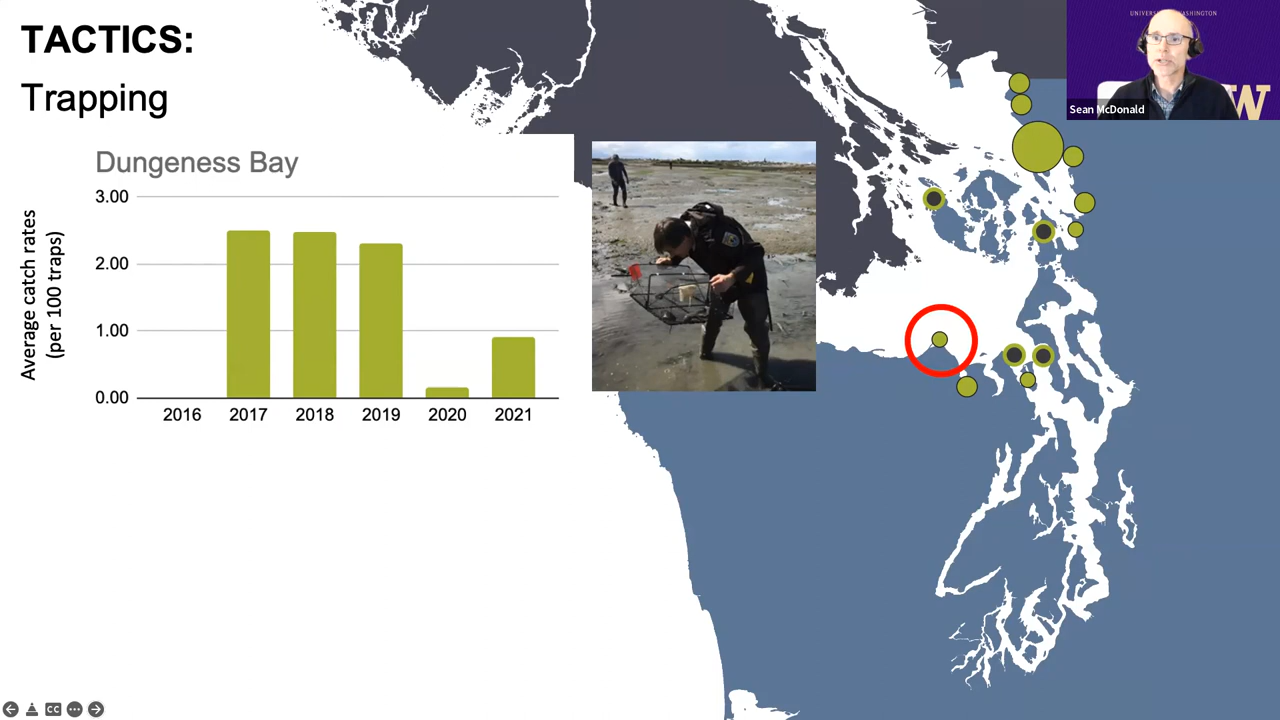 TACTICS:
Trapping
Dungeness Bay
Average catch rates
(per 100 traps)
3.00
2.00
1.00
0.00
2016 2017 2018 2019 2020 2021
UNIVERSITY of WASHINGTON
W
Sean McDonald
CC